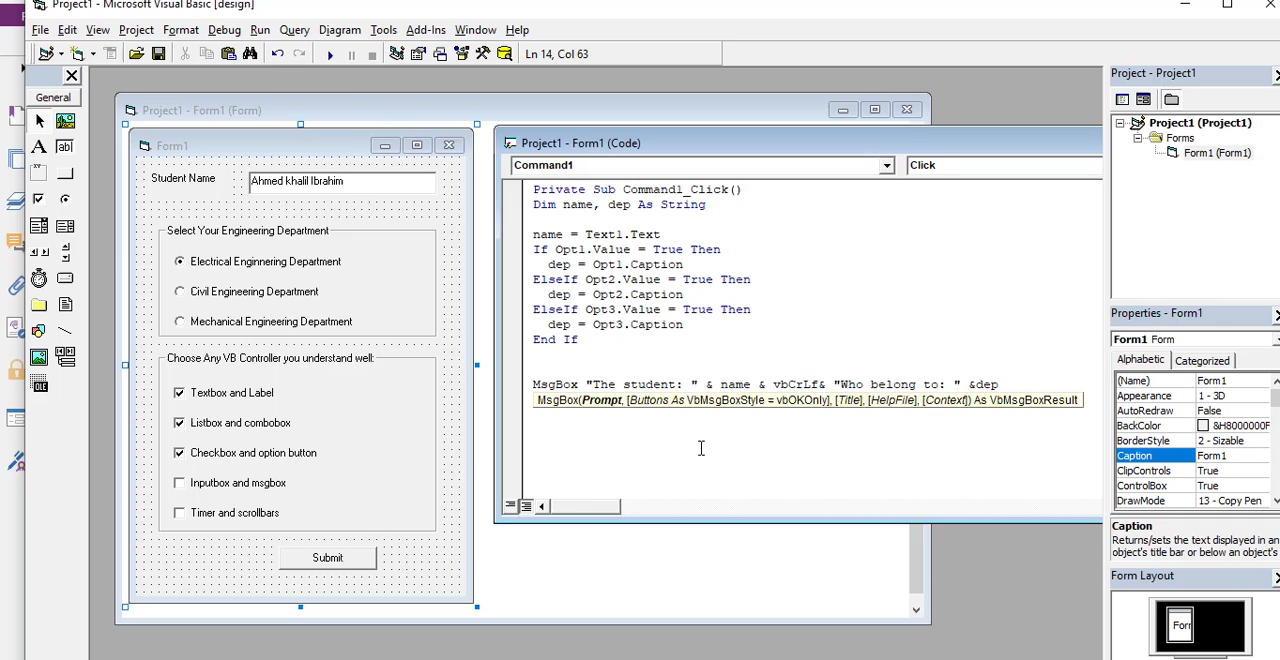 Project1 - Microsoft Visual Basic [design]
File Edit View Project Format Debug Run Query Diagram Tools Add-Ins Window Help
Ln 14, Col 63
General
Project1 - Form1 (Form)
Form1
Student Name
Ahmed khalil Ibrahim
Select Your Engineering Department
Electrical Enginnering Department
Civil Engineering Department
Mechanical Engineering Department
Choose Any VB Controller you understand well:
Textbox and Label
Listbox and combobox
Checkbox and option button
Inputbox and msgbox
Timer and scrollbars
Submit
Project1 - Form1 (Code)
Command1 Click
Private Sub Command1_Click()
Dim name, dep As String
name = Text1.Text
If Opt1.Value = True Then
dep = Opt1.Caption
ElseIf Opt2.Value = True Then
dep = Opt2.Caption
ElseIf Opt3.Value = True Then
dep = Opt3.Caption
End If
MsgBox "The student: " & name & vbCrLf& "Who belong to: " &dep
MsgBox(Prompt, [Buttons As VbMsgBoxStyle = vbOKOnly], [Title], [HelpFile], [Context]) As VbMsgBoxResult
Project - Project1
Project1 (Project1)
Forms
Form1 (Form1)
Properties - Form1
Form1 Form
Alphabetic Categorized
(Name) Form1
Appearance 1 - 3D
AutoRedraw False
BackColor &H8000000F
BorderStyle 2 - Sizable
Caption Form1
ClipControls True
ControlBox True
DrawMode 13 - Copy Pen
Caption
Returns/sets the text displayed in an
object's title bar or below an object's
Form Layout
Forr